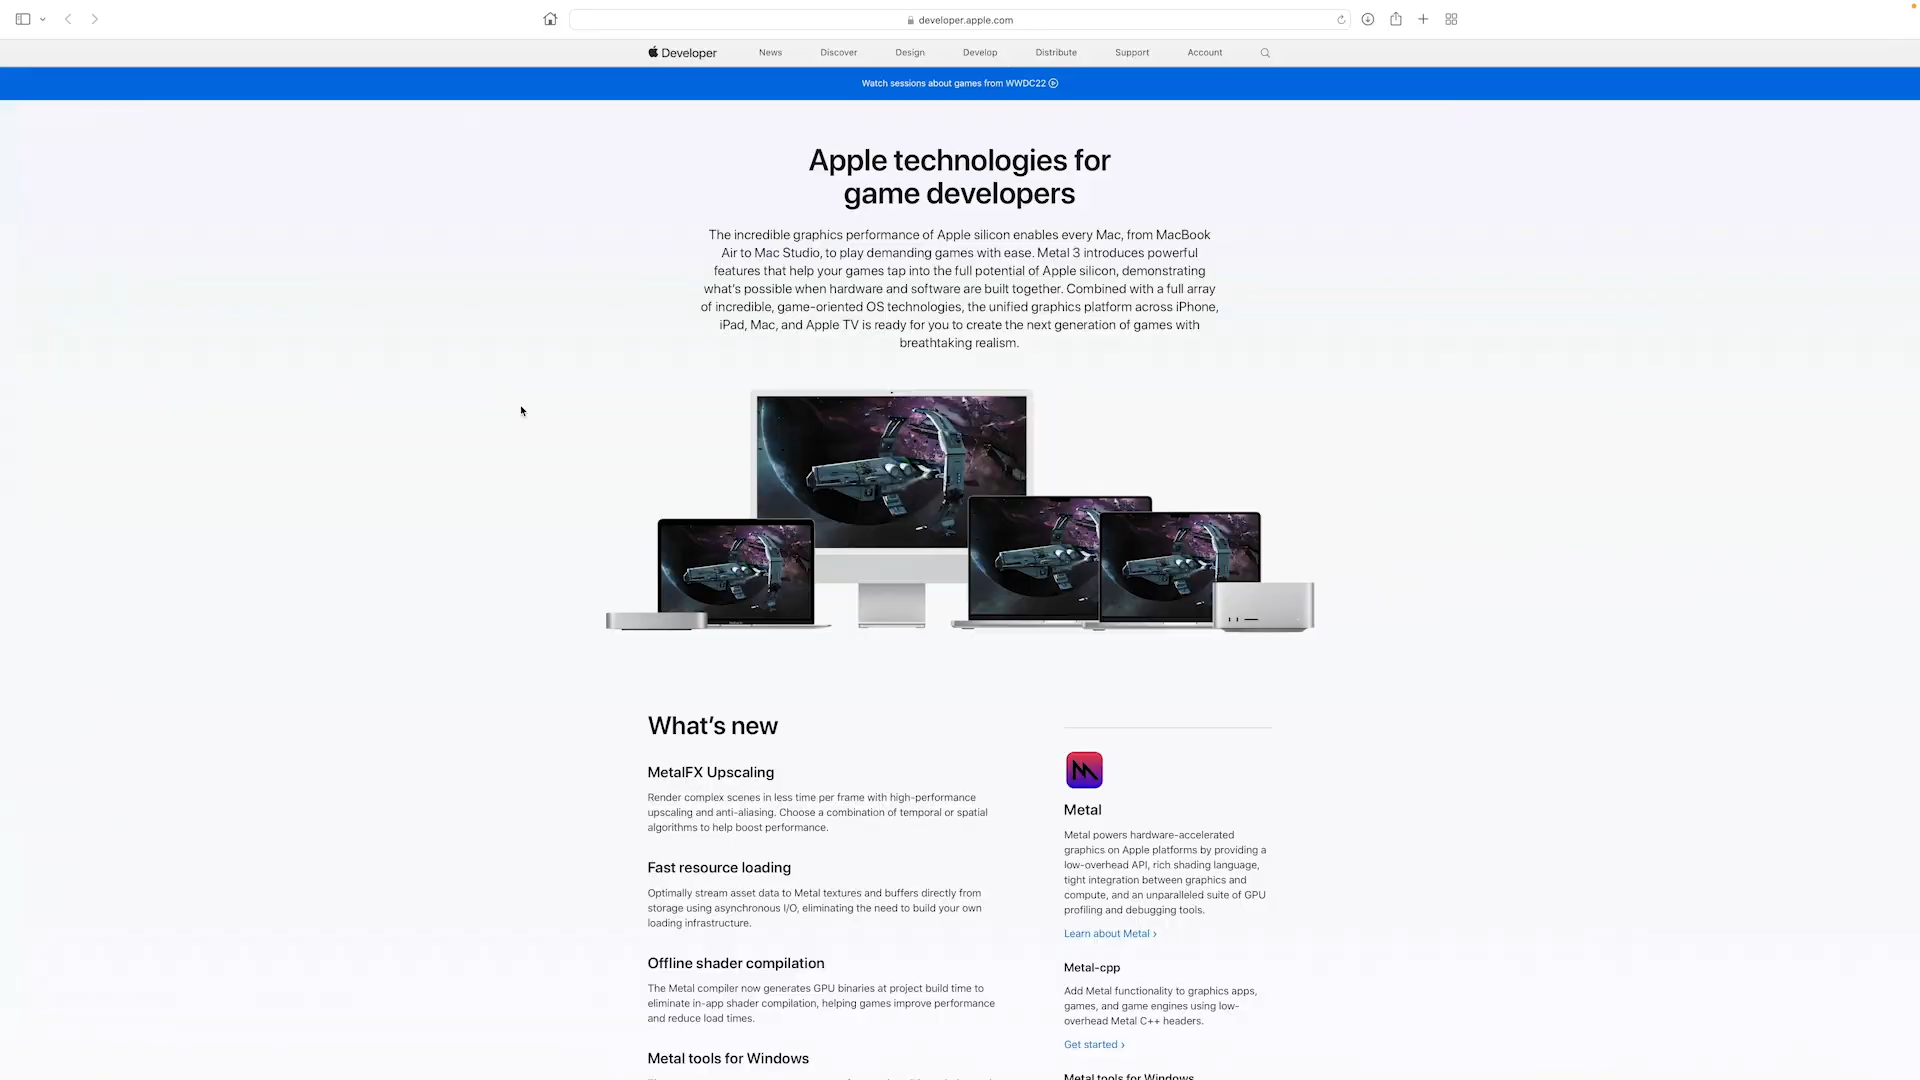 developer.apple.com
Developer
News
Discover
Design
Develop
Distribute
Support
Account
Watch sessions about games from WWDC22
Apple technologies for
game developers
The incredible graphics performance of Apple silicon enables every Mac, from MacBook
Air to Mac Studio, to play demanding games with ease. Metal 3 introduces powerful
features that help your games tap into the full potential of Apple silicon, demonstrating
what's possible when hardware and software are built together. Combined with a full array
of incredible, game-oriented OS technologies, the unified graphics platform across iPhone,
iPad, Mac, and Apple TV is ready for you to create the next generation of games with
breathtaking realism.
What's new
MetalFX Upscaling
Render complex scenes in less time per frame with high-performance
upscaling and anti-aliasing. Choose a combination of temporal or spatial
algorithms to help boost performance.
Fast resource loading
Optimally stream asset data to Metal textures and buffers directly from
storage using asynchronous I/O, eliminating the need to build your own
loading infrastructure.
Offline shader compilation
The Metal compiler now generates GPU binaries at project build time to
eliminate in-app shader compilation, helping games improve performance
and reduce load times.
Metal tools for Windows
Metal
Metal powers hardware-accelerated
graphics on Apple platforms by providing a
low-overhead API, rich shading language,
tight integration between graphics and
compute, and an unparalleled suite of GPU
profiling and debugging tools.
Learn about Metal ›
Metal-cpp
Add Metal functionality to graphics apps,
games, and game engines using low-
overhead Metal C++ headers.
Get started ›
Metal tools for Windows